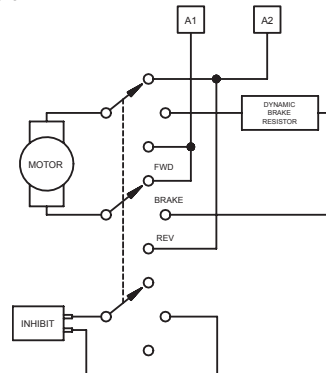 A1
A2
DYNAMIC
BRAKE
RESISTOR
MOTOR
FWD
BRAKE
REV
INHIBIT